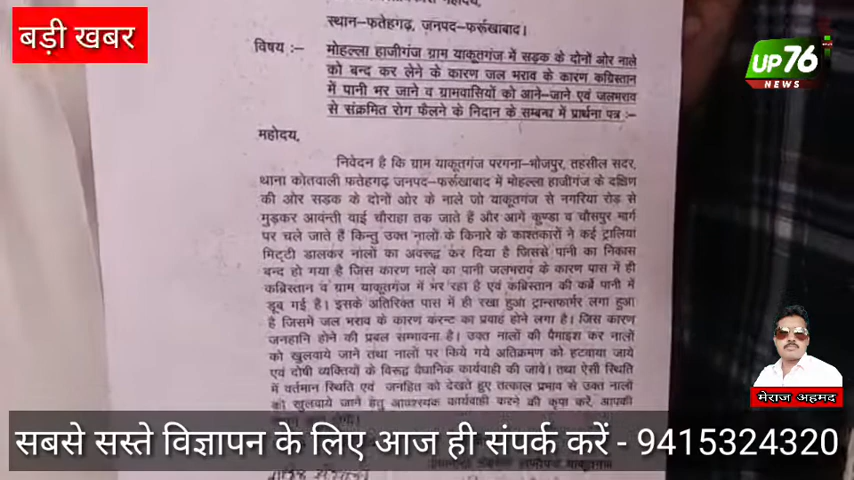 बड़ी खबर
UP76
NEWS
महोदय,
स्थान-फतेहगढ़, जनपद-फर्रूखाबाद।
विषय :- मोहल्ला हाजीगंज ग्राम याकूतगंज में सड़क के दोनों ओर नाले
को बन्द कर लेने के कारण जल भराव के कारण कब्रिस्तान
में पानी भर जाने व ग्रामवासियों को आने-जाने एवं जलभराव
से संक्रमित रोग फैलने के निदान के सम्बन्ध में प्रार्थना पत्र :-
महोदय,
निवेदन है कि ग्राम याकूतगंज परगना-भोजपुर, तहसील सदर,
थाना कोतवाली फतेहगढ़ जनपद-फर्रूखाबाद में मोहल्ला हाजीगंज के दक्षिण
की ओर सड़क के दोनों ओर के नाले जो याकूतगंज से नगरिया रोड़ से
मुड़कर आवंन्ती वाई चौराहा तक जाते हैं और आगे कुण्डा व चौसपुर मार्ग
पर चले जाते हैं किन्तु उक्त नालों के किनारे के काश्तकारों ने कई ट्रालियां
मिट्टी डालकर नालों का अवरूद्ध कर दिया है जिससे पानी का निकास
बन्द हो गया है जिस कारण नाले का पानी जलभराव के कारण पास में ही
कब्रिस्तान व ग्राम याकूतगंज में भर रहा है एवं कब्रिस्तान की कब्रें पानी में
डूब गई है। इसके अतिरिक्त पास में ही रखा हुआ ट्रान्सफार्मर लगा हुआ
है जिसमें जल भराव के कारण करन्ट का प्रवाह होने लगा है। जिस कारण
जनहानि होने की प्रबल सम्भावना है। उक्त नालों की पैमाइश कर नालों
को खुलवाये जाने तथा नालों पर किये गये अतिक्रमण को हटवाया जाये
एवं दोषी व्यक्तियों के विरूद्ध वैधानिक कार्यवाही की जावे। तथा ऐसी स्थिति
में वर्तमान स्थिति एवं जनहित को देखते हुए तत्काल प्रभाव से उक्त नालों
को खुलवाये जाने हेतु आवश्यक कार्यवाही करने की कृपा करें, आपकी
मेराज अहमद
सबसे सस्ते विज्ञापन के लिए आज ही संपर्क करें - 9415324320